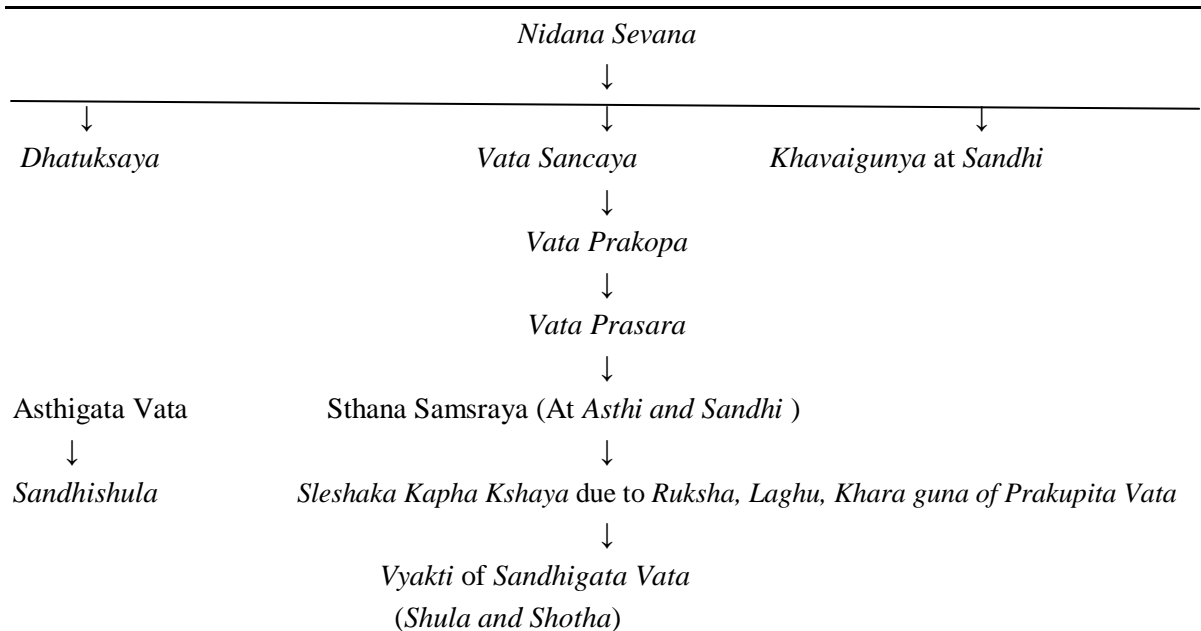 Nidana Sevana
↓
↓ ↓ ↓
Dhatuksaya Vata Sancaya Khavaigunya at Sandhi
↓
Vata Prakopa
↓
Vata Prasara
↓
Asthigata Vata Sthana Samsraya (At Asthi and Sandhi )
↓ ↓
Sandhishula Sleshaka Kapha Kshaya due to Ruksha, Laghu, Khara guna of Prakupita Vata
↓
Vyakti of Sandhigata Vata
(Shula and Shotha)